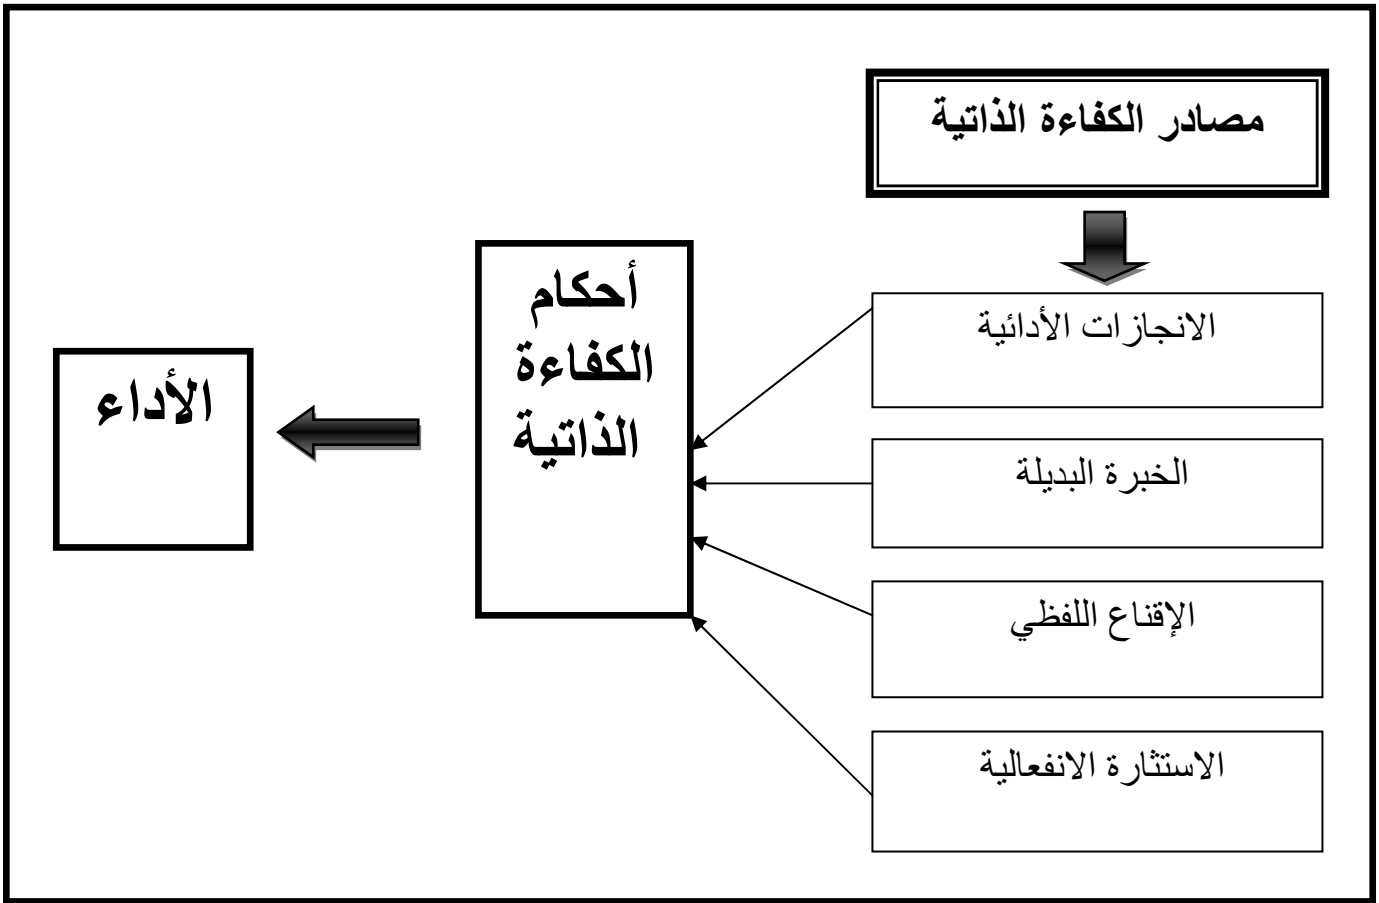 مصادر الكفاءة الذاتية
الانجازات الأدائية
الخبرة البديلة
الإقناع اللفظي
الاستثارة الانفعالية
أحكام
الكفاءة
الذاتية
الأداء